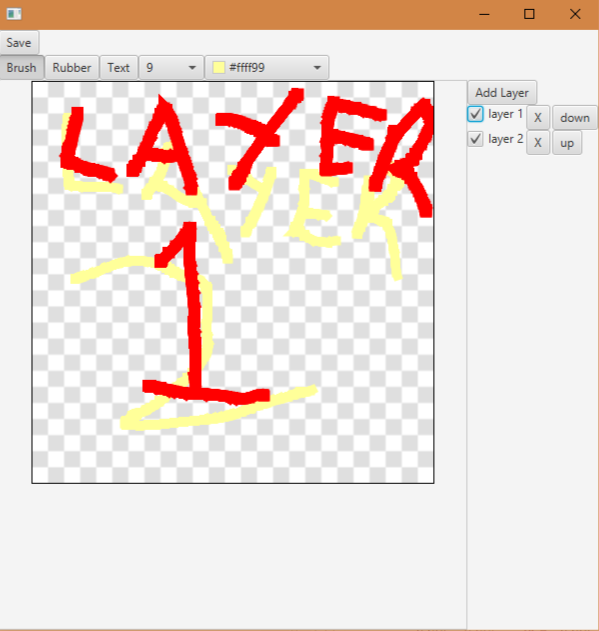 Save
Brush Rubber Text 9 #ffff99
Add Layer
layer 1 X down
layer 2 X up
LAYER
1
LAYER
2